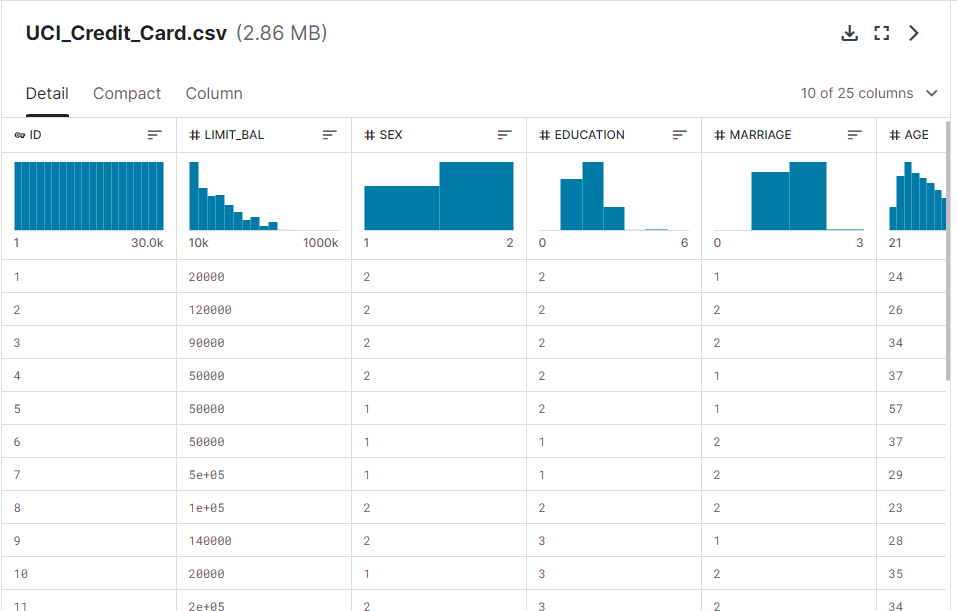 UCI_Credit_Card.csv (2.86 MB)
Detail Compact Column 10 of 25 columns
ID # LIMIT_BAL # SEX # EDUCATION # MARRIAGE # AGE
1 30.0k 10k 1000k 1 2 0 6 0 3 21
1 20000 2 2 1 24
2 120000 2 2 2 26
3 90000 2 2 2 34
4 50000 2 2 1 37
5 50000 1 2 1 57
6 50000 1 1 2 37
7 5e+05 1 1 2 29
8 1e+05 2 2 2 23
9 140000 2 3 1 28
10 20000 1 3 2 35
11 2e+05 2 3 2 34